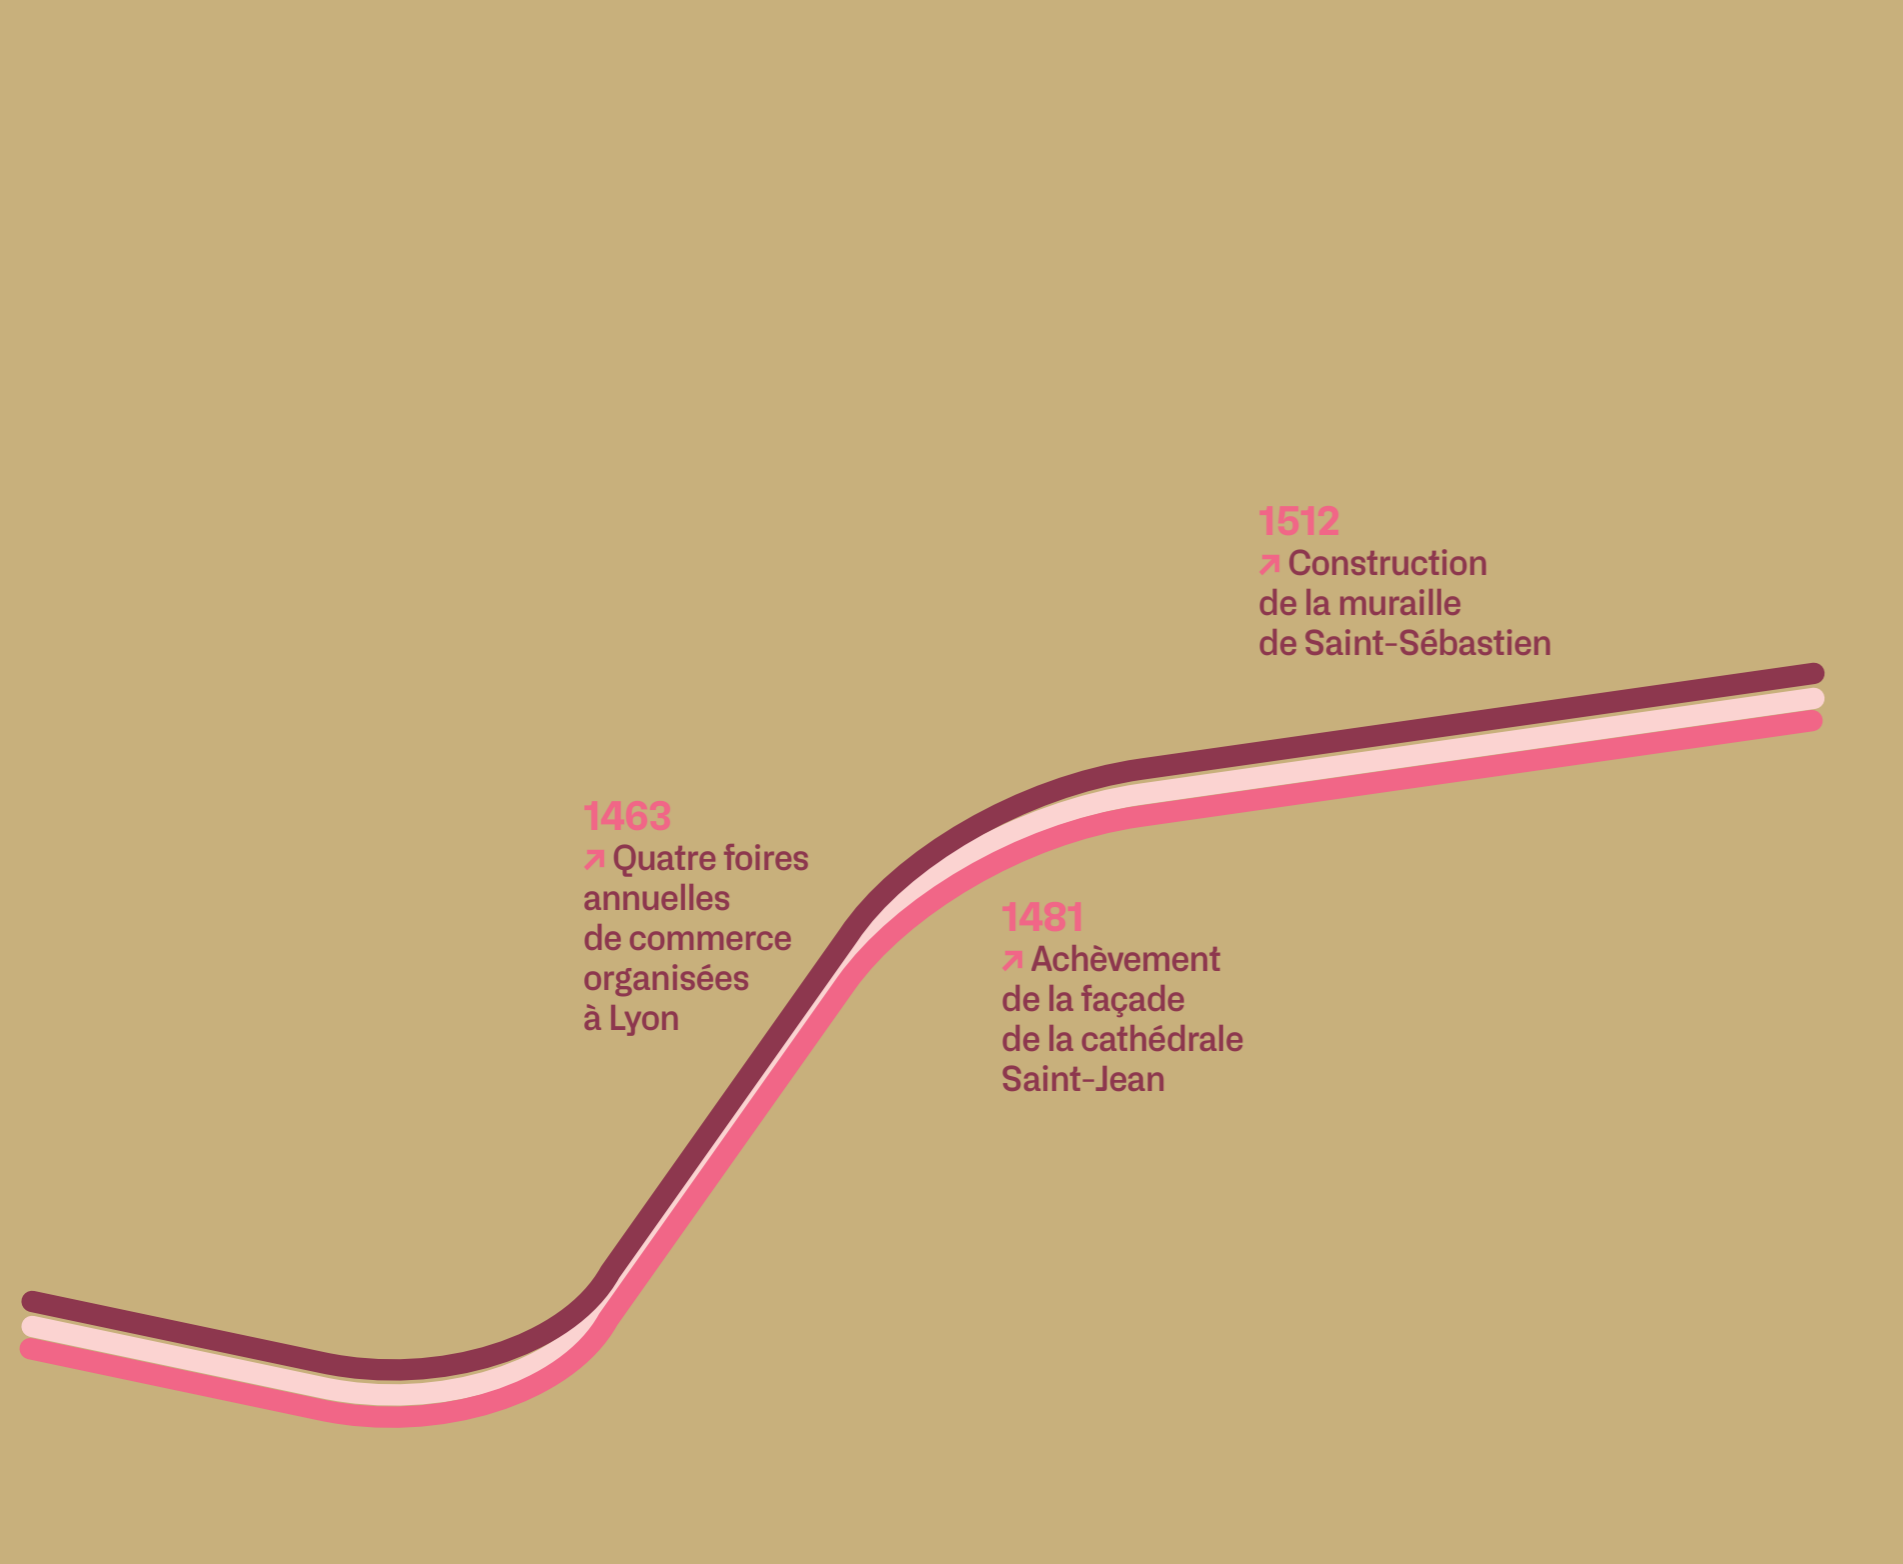 1463
↗ Quatre foires
annuelles
de commerce
organisées
à Lyon
1481
↗ Achèvement
de la façade
de la cathédrale
Saint-Jean
1512
↗ Construction
de la muraille
de Saint-Sébastien